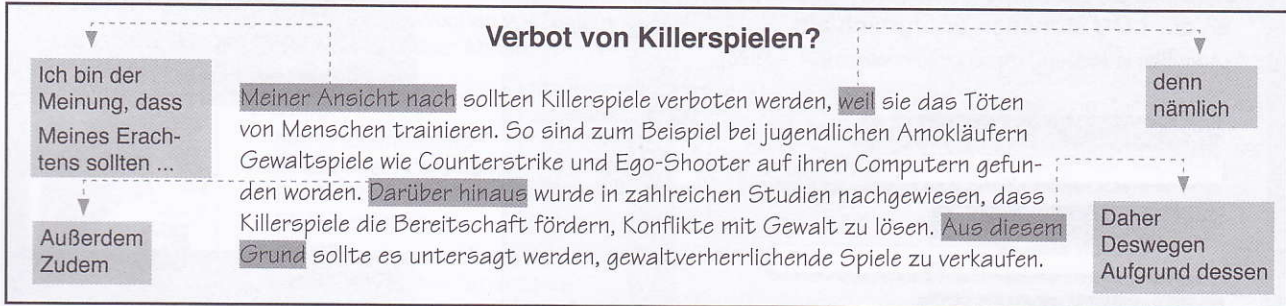 Verbot von Killerspielen?
Ich bin der
Meinung, dass
Meines Erach-
tens sollten ...
Meiner Ansicht nach sollten Killerspiele verboten werden, weil sie das Töten
von Menschen trainieren. So sind zum Beispiel bei jugendlichen Amokläufern
Gewaltspiele wie Counterstrike und Ego-Shooter auf ihren Computern gefun-
den worden. Darüber hinaus wurde in zahlreichen Studien nachgewiesen, dass
Killerspiele die Bereitschaft fördern, Konflikte mit Gewalt zu lösen. Aus diesem
Grund sollte es untersagt werden, gewaltverherrlichende Spiele zu verkaufen.
denn
nämlich
Außerdem
Zudem
Daher
Deswegen
Aufgrund dessen